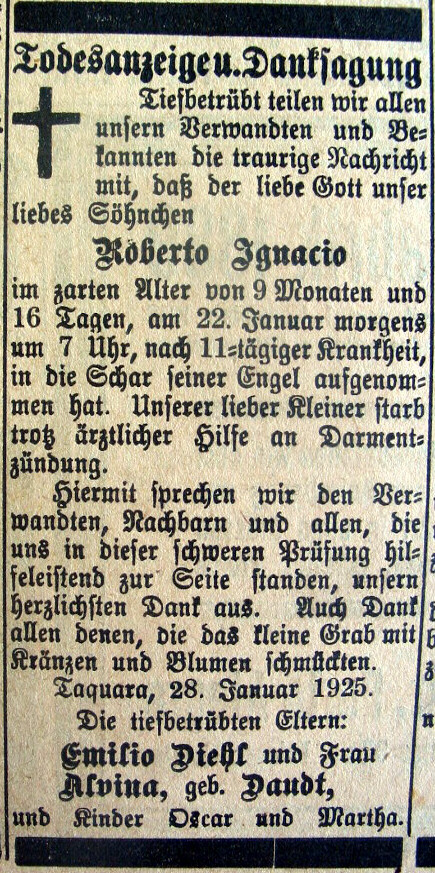 Todesanzeige u. Danksagung
Tiefbetrübt teilen wir allen
unsern Verwandten und Be-
kannten die traurige Nachricht
mit, daß der liebe Gott unser
liebes Söhnchen
Roberto Ignacio
im zarten Alter von 9 Monaten und
16 Tagen, am 22. Januar morgens
um 7 Uhr, nach 11-tägiger Krankheit,
in die Schar seiner Engel aufgenom-
men hat. Unserer lieber Kleiner starb
trotz ärztlicher Hilfe an Darment-
zündung.
Hiermit sprechen wir den Ver-
wandten, Nachbarn und allen, die
uns in dieser schweren Prüfung hil-
feleistend zur Seite standen, unsern
herzlichsten Dank aus. Auch Dank
allen denen, die das kleine Grab mit
Kränzen und Blumen schmückten.
Taquara, 28. Januar 1925.
Die tiefbetrübten Eltern:
Emilio Diehl und Frau
Alvina, geb. Daudt,
und Kinder Oscar und Martha.